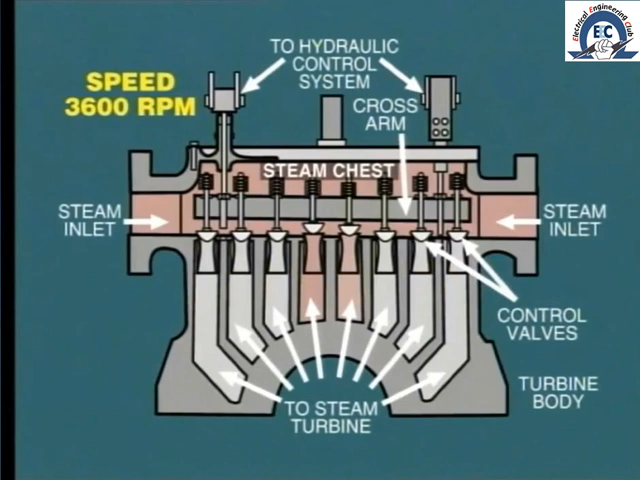 Electrical Engineering Club
EEC
TO HYDRAULIC
CONTROL
SYSTEM
SPEED
3600 RPM
CROSS
ARM
STEAM CHEST
STEAM
INLET
STEAM
INLET
CONTROL
VALVES
TURBINE
BODY
TO STEAM
TURBINE